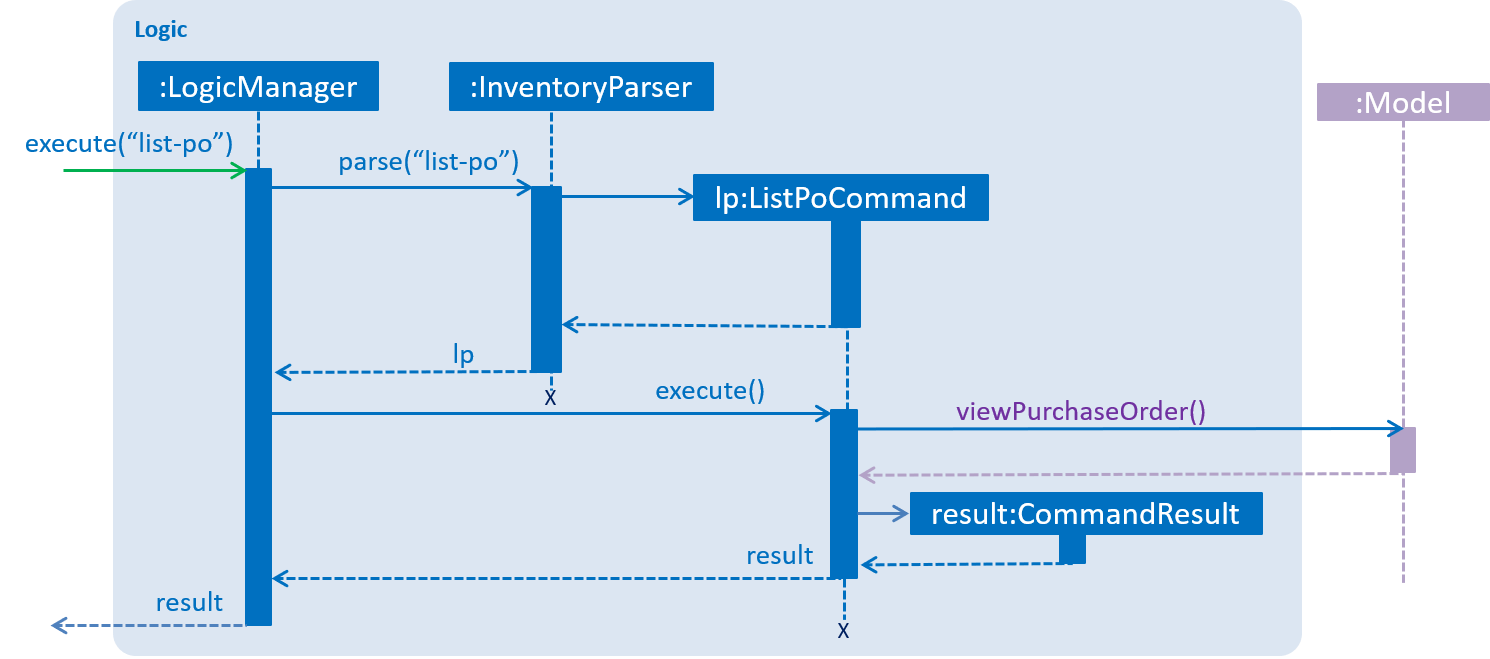 Logic
:LogicManager
:InventoryParser
:Model
execute(“list-po”)
parse(“list-po”)
lp:ListPoCommand
lp
X
execute()
viewPurchaseOrder()
result:CommandResult
result
result
X